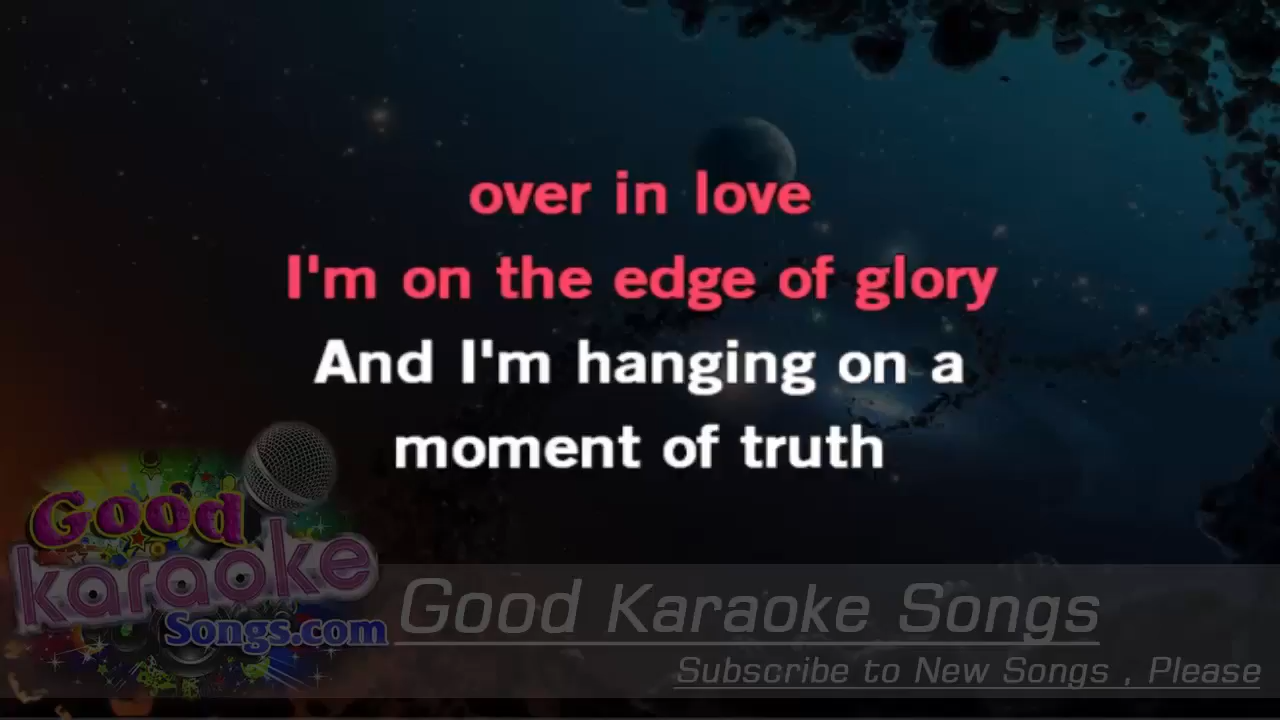 over in love
I'm on the edge of glory
And I'm hanging on a
moment of truth
Good
karaoke
Songs.com
Good Karaoke Songs
Subscribe to New Songs , Please